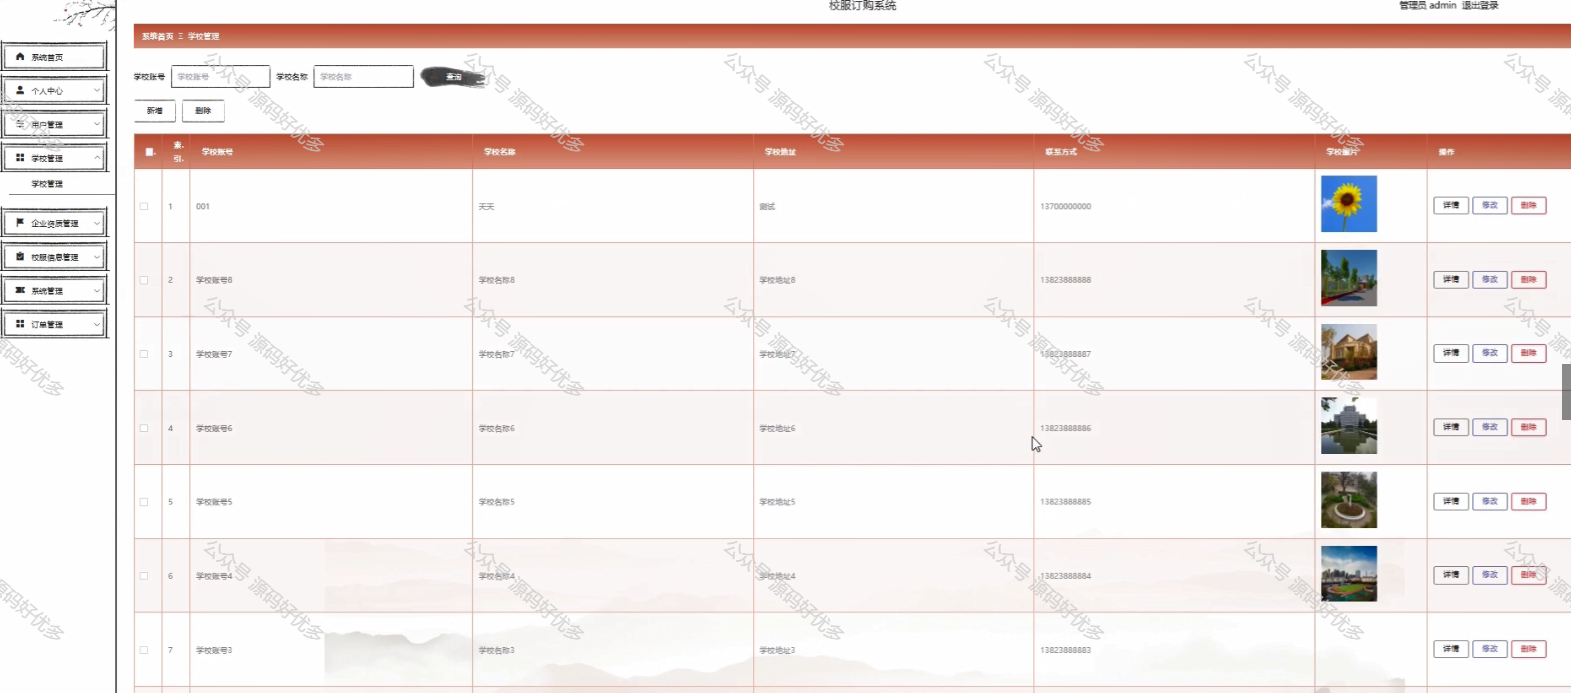 校服订购系统
管理员 admin 退出登录
系统首页 Ξ 学校管理
系统首页
个人中心
用户管理
学校管理
学校管理
企业资质管理
校服信息管理
系统管理
订单管理
学校账号 学校账号 学校名称 学校名称 查询
新增 删除
索引 学校账号 学校名称 学校地址 联系方式 学校图片 操作
1 001 天天 测试 13700000000 详情 修改 删除
2 学校账号8 学校名称8 学校地址8 13823888888 详情 修改 删除
3 学校账号7 学校名称7 学校地址7 13823888887 详情 修改 删除
4 学校账号6 学校名称6 学校地址6 13823888886 详情 修改 删除
5 学校账号5 学校名称5 学校地址5 13823888885 详情 修改 删除
6 学校账号4 学校名称4 学校地址4 13823888884 详情 修改 删除
7 学校账号3 学校名称3 学校地址3 13823888883 详情 修改 删除
公众号 源码好优多